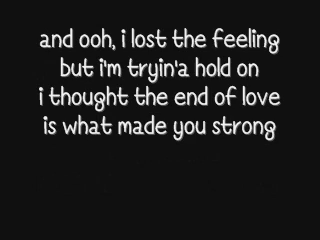 and ooh, i lost the feeling
but i'm tryin'a hold on
i thought the end of love
is what made you strong